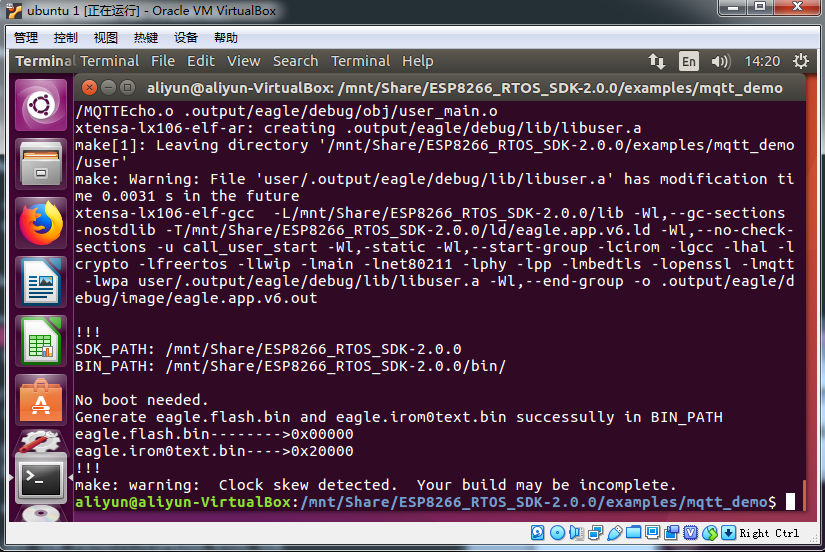 ubuntu 1 [正在运行] - Oracle VM VirtualBox
管理 控制 视图 热键 设备 帮助
Terminal Terminal File Edit View Search Terminal Help En 14:20
aliyun@aliyun-VirtualBox: /mnt/Share/ESP8266_RTOS_SDK-2.0.0/examples/mqtt_demo
/MQTTEcho.o .output/eagle/debug/obj/user_main.o
xtensa-lx106-elf-ar: creating .output/eagle/debug/lib/libuser.a
make[1]: Leaving directory '/mnt/Share/ESP8266_RTOS_SDK-2.0.0/examples/mqtt_demo
/user'
make: Warning: File 'user/.output/eagle/debug/lib/libuser.a' has modification ti
me 0.0031 s in the future
xtensa-lx106-elf-gcc  -L/mnt/Share/ESP8266_RTOS_SDK-2.0.0/lib -Wl,--gc-sections
-nostdlib -T/mnt/Share/ESP8266_RTOS_SDK-2.0.0/ld/eagle.app.v6.ld -Wl,--no-check-
sections -u call_user_start -Wl,-static -Wl,--start-group -lcirom -lgcc -lhal -l
crypto -lfreertos -llwip -lmain -lnet80211 -lphy -lpp -lmbedtls -lopenssl -lmqtt
 -lwpa user/.output/eagle/debug/lib/libuser.a -Wl,--end-group -o .output/eagle/d
ebug/image/eagle.app.v6.out
!!!
SDK_PATH: /mnt/Share/ESP8266_RTOS_SDK-2.0.0
BIN_PATH: /mnt/Share/ESP8266_RTOS_SDK-2.0.0/bin/
No boot needed.
Generate eagle.flash.bin and eagle.irom0text.bin successully in BIN_PATH
eagle.flash.bin-------->0x00000
eagle.irom0text.bin---->0x20000
!!!
make: warning:  Clock skew detected.  Your build may be incomplete.
aliyun@aliyun-VirtualBox:/mnt/Share/ESP8266_RTOS_SDK-2.0.0/examples/mqtt_demo$
Right Ctrl